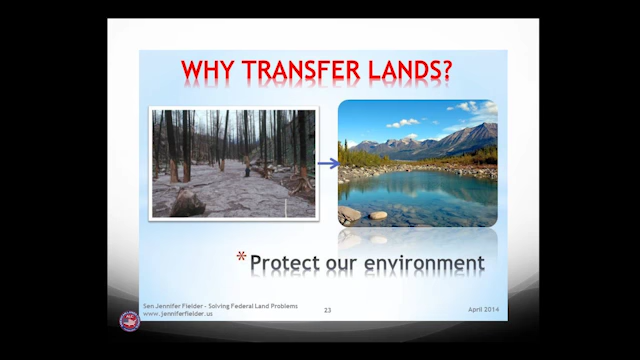 WHY TRANSFER LANDS?
* Protect our environment
Sen.Jennifer Fielder - Solving Federal Land Problems
www.jenniferfielder.us
23
April 2014
ALC